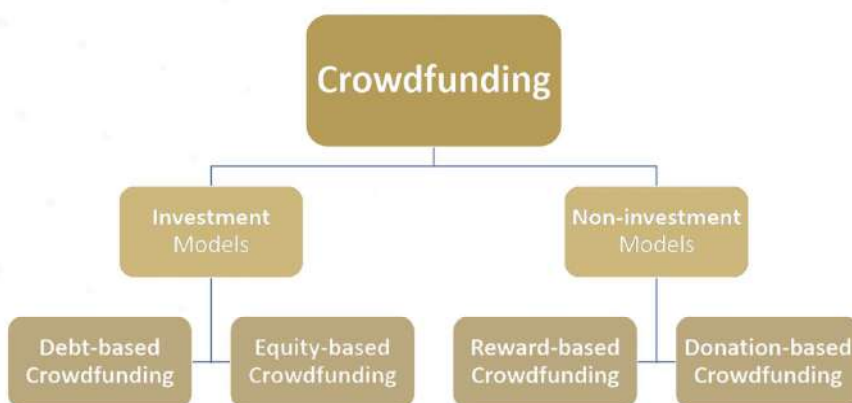 Crowdfunding
Investment
Models
Non-investment
Models
Debt-based
Crowdfunding
Equity-based
Crowdfunding
Reward-based
Crowdfunding
Donation-based
Crowdfunding